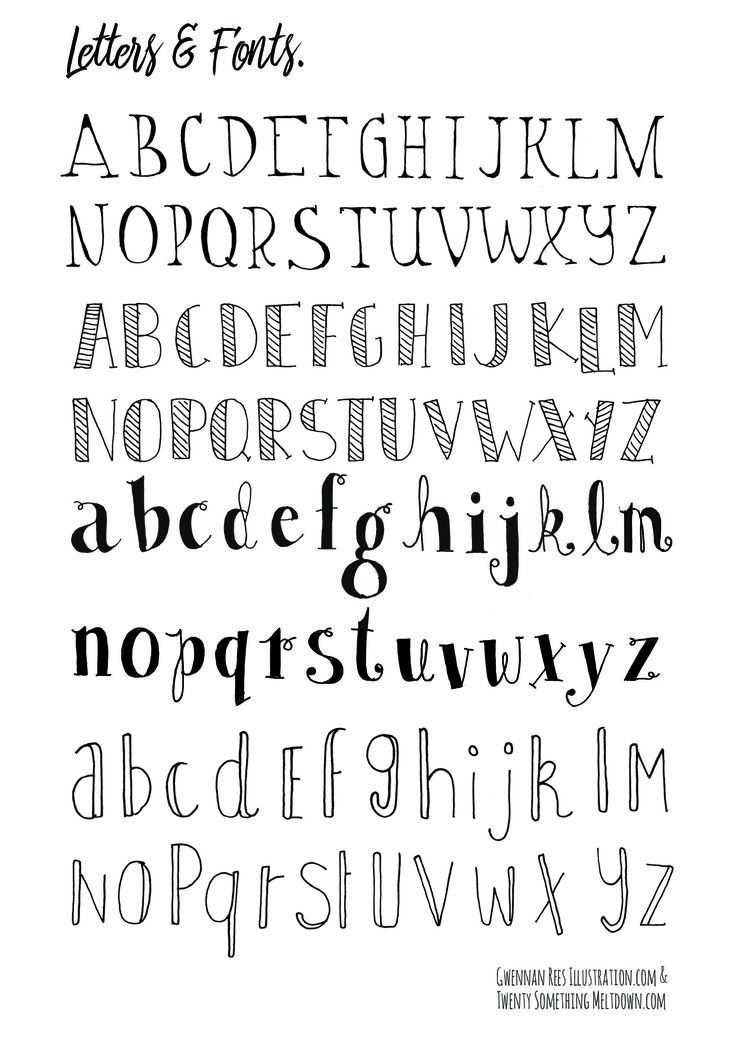 Letters & Fonts.
A B C D E F G H I J K L M
N O P Q R S T U V W X Y Z
A B C D E F G H I J K L M
N O P Q R S T U V W X Y Z
a b c d e f g h i j k l m
n o p q r s t u v w x y z
a b c d E f g h i j k l M
N O P q r s t U V W X y Z
Gwennan Rees Illustration.com &
Twenty Something Meltdown.com